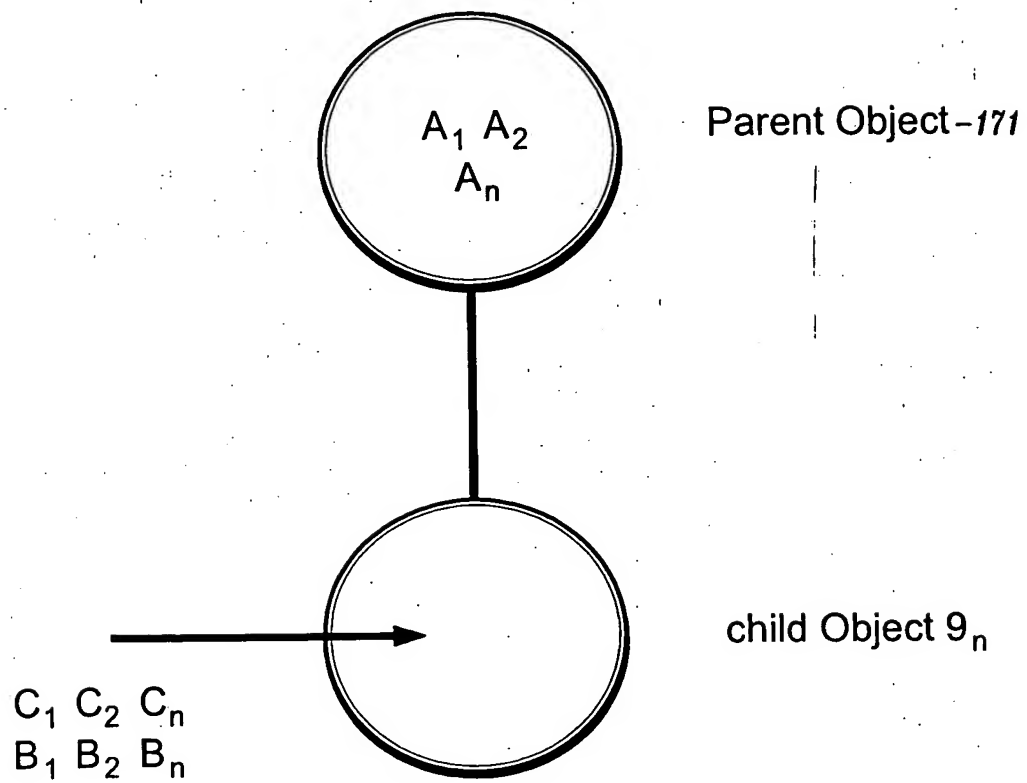 A₁ A₂
Aₙ
Parent Object-171
child Object 9ₙ
C₁ C₂ Cₙ
B₁ B₂ Bₙ